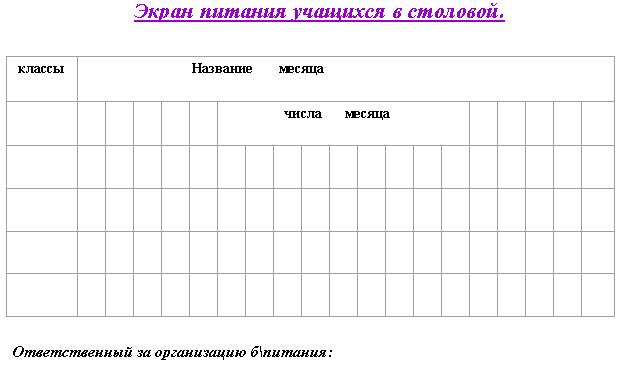 Экран питания учащихся в столовой.
классы Название месяца
числа месяца
Ответственный за организацию б\питания: